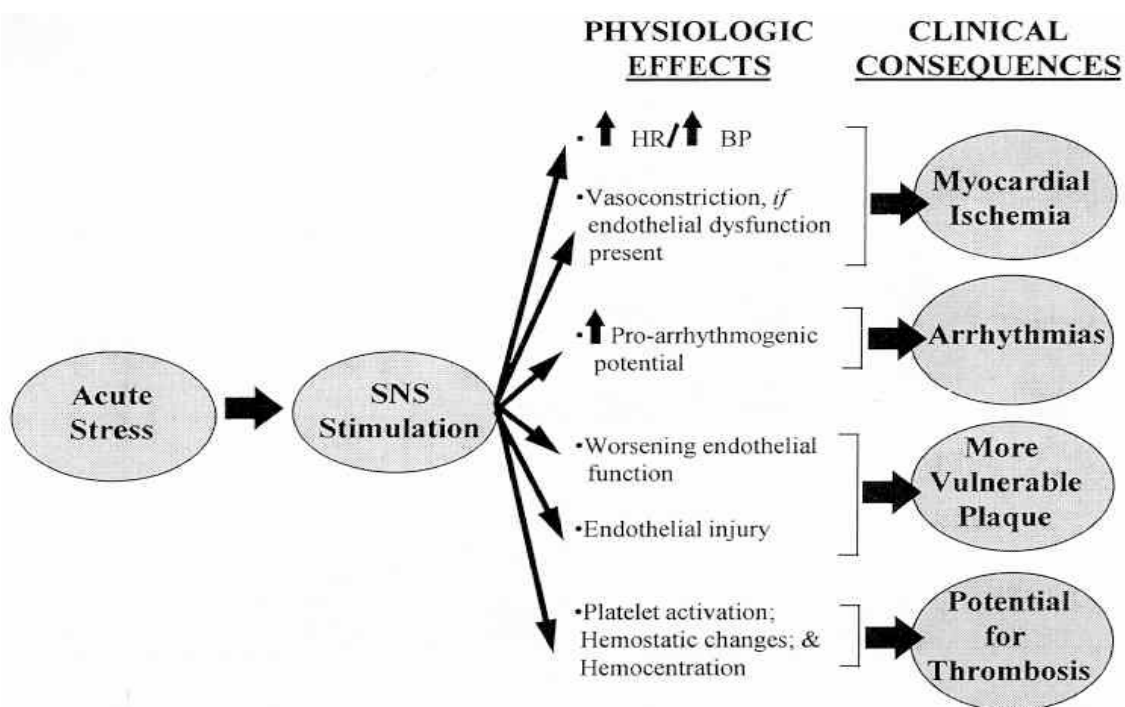 PHYSIOLOGIC
EFFECTS
CLINICAL
CONSEQUENCES
• ⬆ HR/⬆ BP
•Vasoconstriction, if
endothelial dysfunction
present
Myocardial
Ischemia
•⬆ Pro-arrhythmogenic
potential
Arrhythmias
Acute
Stress
SNS
Stimulation
•Worsening endothelial
function
•Endothelial injury
More
Vulnerable
Plaque
•Platelet activation;
Hemostatic changes; &
Hemocentration
Potential
for
Thrombosis